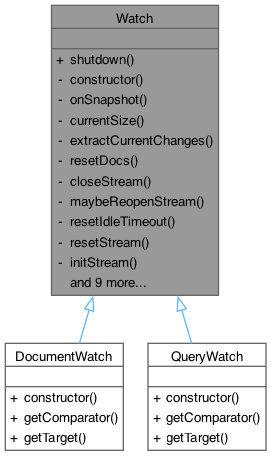 Watch
+ shutdown()
- constructor()
- onSnapshot()
- currentSize()
- extractCurrentChanges()
- resetDocs()
- closeStream()
- maybeReopenStream()
- resetIdleTimeout()
- resetStream()
- initStream()
and 9 more...
DocumentWatch
+ constructor()
+ getComparator()
+ getTarget()
QueryWatch
+ constructor()
+ getComparator()
+ getTarget()